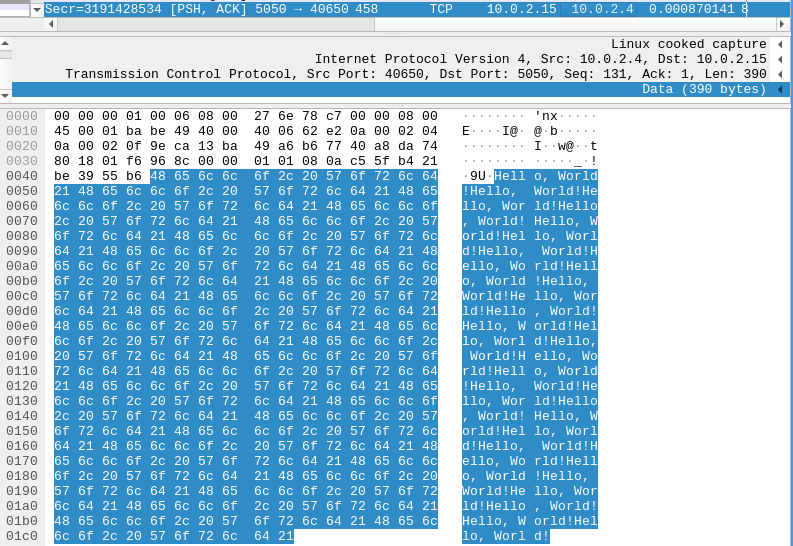 Secr=3191428534 [PSH, ACK] 5050 → 40650 458 TCP 10.0.2.15 10.0.2.4 0.000870141 8
Linux cooked capture
Internet Protocol Version 4, Src: 10.0.2.4, Dst: 10.0.2.15
Transmission Control Protocol, Src Port: 40650, Dst Port: 5050, Seq: 131, Ack: 1, Len: 390
Data (390 bytes)
0000 00 00 00 01 00 06 08 00 27 6e 78 c7 00 00 08 00 ········ 'nx·····
0010 45 00 01 ba be 49 40 00 40 06 62 e2 0a 00 02 04 E····I@· @·b·····
0020 0a 00 02 0f 9e ca 13 ba 49 a6 b6 77 40 a8 da 74 ········ I··w@··t
0030 80 18 01 f6 96 8c 00 00 01 01 08 0a c5 5f b4 21 ········ ·····_·!
0040 be 39 55 b6 48 65 6c 6c 6f 2c 20 57 6f 72 6c 64 ·9U·Hell o, World
0050 21 48 65 6c 6c 6f 2c 20 57 6f 72 6c 64 21 48 65 !Hello, World!He
0060 6c 6c 6f 2c 20 57 6f 72 6c 64 21 48 65 6c 6c 6f llo, Wor ld!Hello
0070 2c 20 57 6f 72 6c 64 21 48 65 6c 6c 6f 2c 20 57 , World! Hello, W
0080 6f 72 6c 64 21 48 65 6c 6c 6f 2c 20 57 6f 72 6c orld!Hel lo, Worl
0090 64 21 48 65 6c 6c 6f 2c 20 57 6f 72 6c 64 21 48 d!Hello, World!H
00a0 65 6c 6c 6f 2c 20 57 6f 72 6c 64 21 48 65 6c 6c ello, Wo rld!Hell
00b0 6f 2c 20 57 6f 72 6c 64 21 48 65 6c 6c 6f 2c 20 o, World !Hello,
00c0 57 6f 72 6c 64 21 48 65 6c 6c 6f 2c 20 57 6f 72 World!He llo, Wor
00d0 6c 64 21 48 65 6c 6c 6f 2c 20 57 6f 72 6c 64 21 ld!Hello , World!
00e0 48 65 6c 6c 6f 2c 20 57 6f 72 6c 64 21 48 65 6c Hello, W orld!Hel
00f0 6c 6f 2c 20 57 6f 72 6c 64 21 48 65 6c 6c 6f 2c lo, Worl d!Hello,
0100 20 57 6f 72 6c 64 21 48 65 6c 6c 6f 2c 20 57 6f World!H ello, Wo
0110 72 6c 64 21 48 65 6c 6c 6f 2c 20 57 6f 72 6c 64 rld!Hell o, World
0120 21 48 65 6c 6c 6f 2c 20 57 6f 72 6c 64 21 48 65 !Hello, World!He
0130 6c 6c 6f 2c 20 57 6f 72 6c 64 21 48 65 6c 6c 6f llo, Wor ld!Hello
0140 2c 20 57 6f 72 6c 64 21 48 65 6c 6c 6f 2c 20 57 , World! Hello, W
0150 6f 72 6c 64 21 48 65 6c 6c 6f 2c 20 57 6f 72 6c orld!Hel lo, Worl
0160 64 21 48 65 6c 6c 6f 2c 20 57 6f 72 6c 64 21 48 d!Hello, World!H
0170 65 6c 6c 6f 2c 20 57 6f 72 6c 64 21 48 65 6c 6c ello, Wo rld!Hell
0180 6f 2c 20 57 6f 72 6c 64 21 48 65 6c 6c 6f 2c 20 o, World !Hello,
0190 57 6f 72 6c 64 21 48 65 6c 6c 6f 2c 20 57 6f 72 World!He llo, Wor
01a0 6c 64 21 48 65 6c 6c 6f 2c 20 57 6f 72 6c 64 21 ld!Hello , World!
01b0 48 65 6c 6c 6f 2c 20 57 6f 72 6c 64 21 48 65 6c Hello, W orld!Hel
01c0 6c 6f 2c 20 57 6f 72 6c 64 21 lo, Worl d!